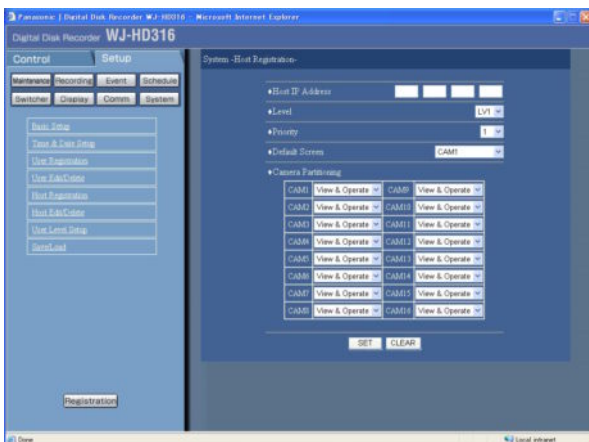 Panasonic | Digital Disk Recorder WJ-HD316 - Microsoft Internet Explorer
Digital Disk Recorder WJ-HD316
Control Setup
Maintenance Recording Event Schedule
Switcher Display Comm System
Basic Setup
Time & Date Setup
User Registration
User Edit/Delete
Host Registration
Host Edit/Delete
User Level Setup
Save/Load
Registration
System -Host Registration-
♦Host IP Address
♦Level LV1
♦Priority 1
♦Default Screen CAM1
♦Camera Partitioning
CAM1 View & Operate CAM9 View & Operate
CAM2 View & Operate CAM10 View & Operate
CAM3 View & Operate CAM11 View & Operate
CAM4 View & Operate CAM12 View & Operate
CAM5 View & Operate CAM13 View & Operate
CAM6 View & Operate CAM14 View & Operate
CAM7 View & Operate CAM15 View & Operate
CAM8 View & Operate CAM16 View & Operate
SET CLEAR
Done Local intranet